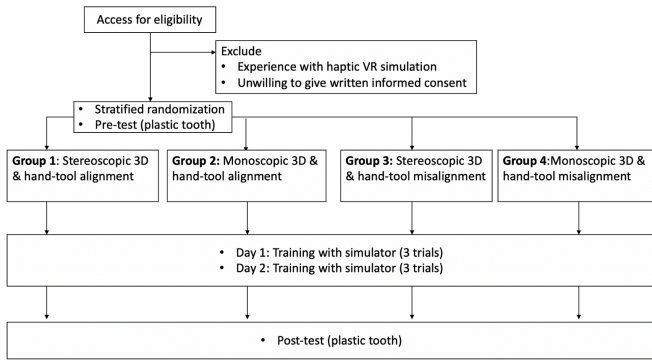 Access for eligibility
Exclude
• Experience with haptic VR simulation
• Unwilling to give written informed consent
• Stratified randomization
• Pre-test (plastic tooth)
Group 1: Stereoscopic 3D
& hand-tool alignment
Group 2: Monoscopic 3D &
hand-tool alignment
Group 3: Stereoscopic 3D
& hand-tool misalignment
Group 4:Monoscopic 3D &
hand-tool misalignment
• Day 1: Training with simulator (3 trials)
• Day 2: Training with simulator (3 trials)
• Post-test (plastic tooth)